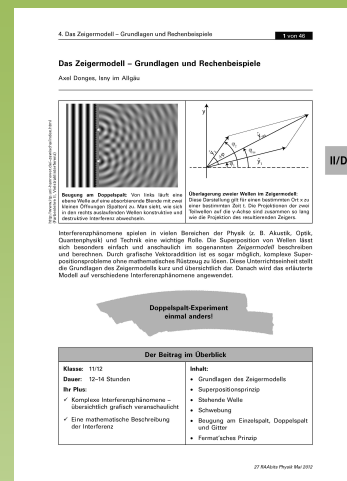 4. Das Zeigermodell – Grundlagen und Rechenbeispiele
1 von 46
Das Zeigermodell – Grundlagen und Rechenbeispiele
Axel Donges, Isny im Allgäu
II/D
y
Beugung am Doppelspalt: Von links läuft eine
ebene Welle auf eine absorbierende Blende mit zwei
kleinen Öffnungen (Spalten) zu. Man sieht, wie sich
in den rechts auslaufenden Wellen konstruktive und
destruktive Interferenz abwechseln.
Überlagerung zweier Wellen im Zeigermodell:
Diese Darstellung gilt für einen bestimmten Ort x zu
einer bestimmten Zeit t. Die Projektionen der zwei
Teilwellen auf die y-Achse sind zusammen so lang
wie die Projektion des resultierenden Zeigers.
Interferenzphänomene spielen in vielen Bereichen der Physik (z. B. Akustik, Optik,
Quantenphysik) und Technik eine wichtige Rolle. Die Superposition von Wellen lässt
sich besonders einfach und anschaulich im sogenannten Zeigermodell beschreiben
und berechnen. Durch grafische Vektoraddition ist es sogar möglich, komplexe Super-
positionsprobleme ohne mathematisches Rüstzeug zu lösen. Diese Unterrichtseinheit stellt
die Grundlagen des Zeigermodells kurz und übersichtlich dar. Danach wird das erläuterte
Modell auf verschiedene Interferenzphänomene angewendet.
Doppelspalt-Experiment
einmal anders!
Der Beitrag im Überblick
Klasse: 11/12
Dauer: 12–14 Stunden
Ihr Plus:
✓ Komplexe Interferenzphänomene –
übersichtlich grafisch veranschaulicht
✓ Eine mathematische Beschreibung
der Interferenz
Inhalt:
• Grundlagen des Zeigermodells
• Superpositionsprinzip
• Stehende Welle
• Schwebung
• Beugung am Einzelspalt, Doppelspalt
und Gitter
• Fermat'sches Prinzip
27 RAAbits Physik Mai 2012